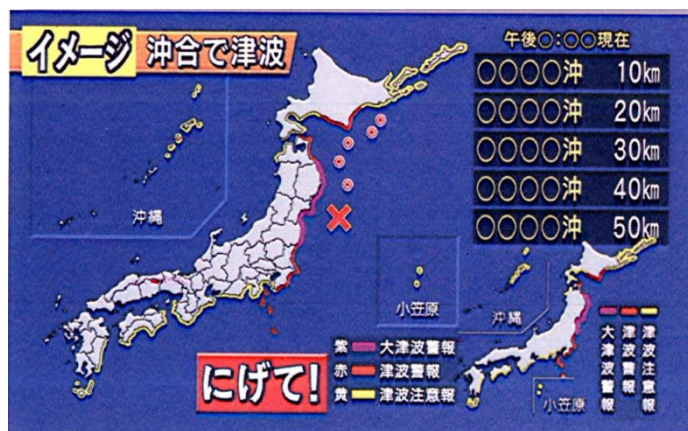 イメージ 沖合で津波
午後○:○○現在
○○○○沖 10km
○○○○沖 20km
○○○○沖 30km
○○○○沖 40km
○○○○沖 50km
沖縄
小笠原
にげて!
紫 大津波警報
赤 津波警報
黄 津波注意報
沖縄
小笠原
大津波警報
津波警報
津波注意報